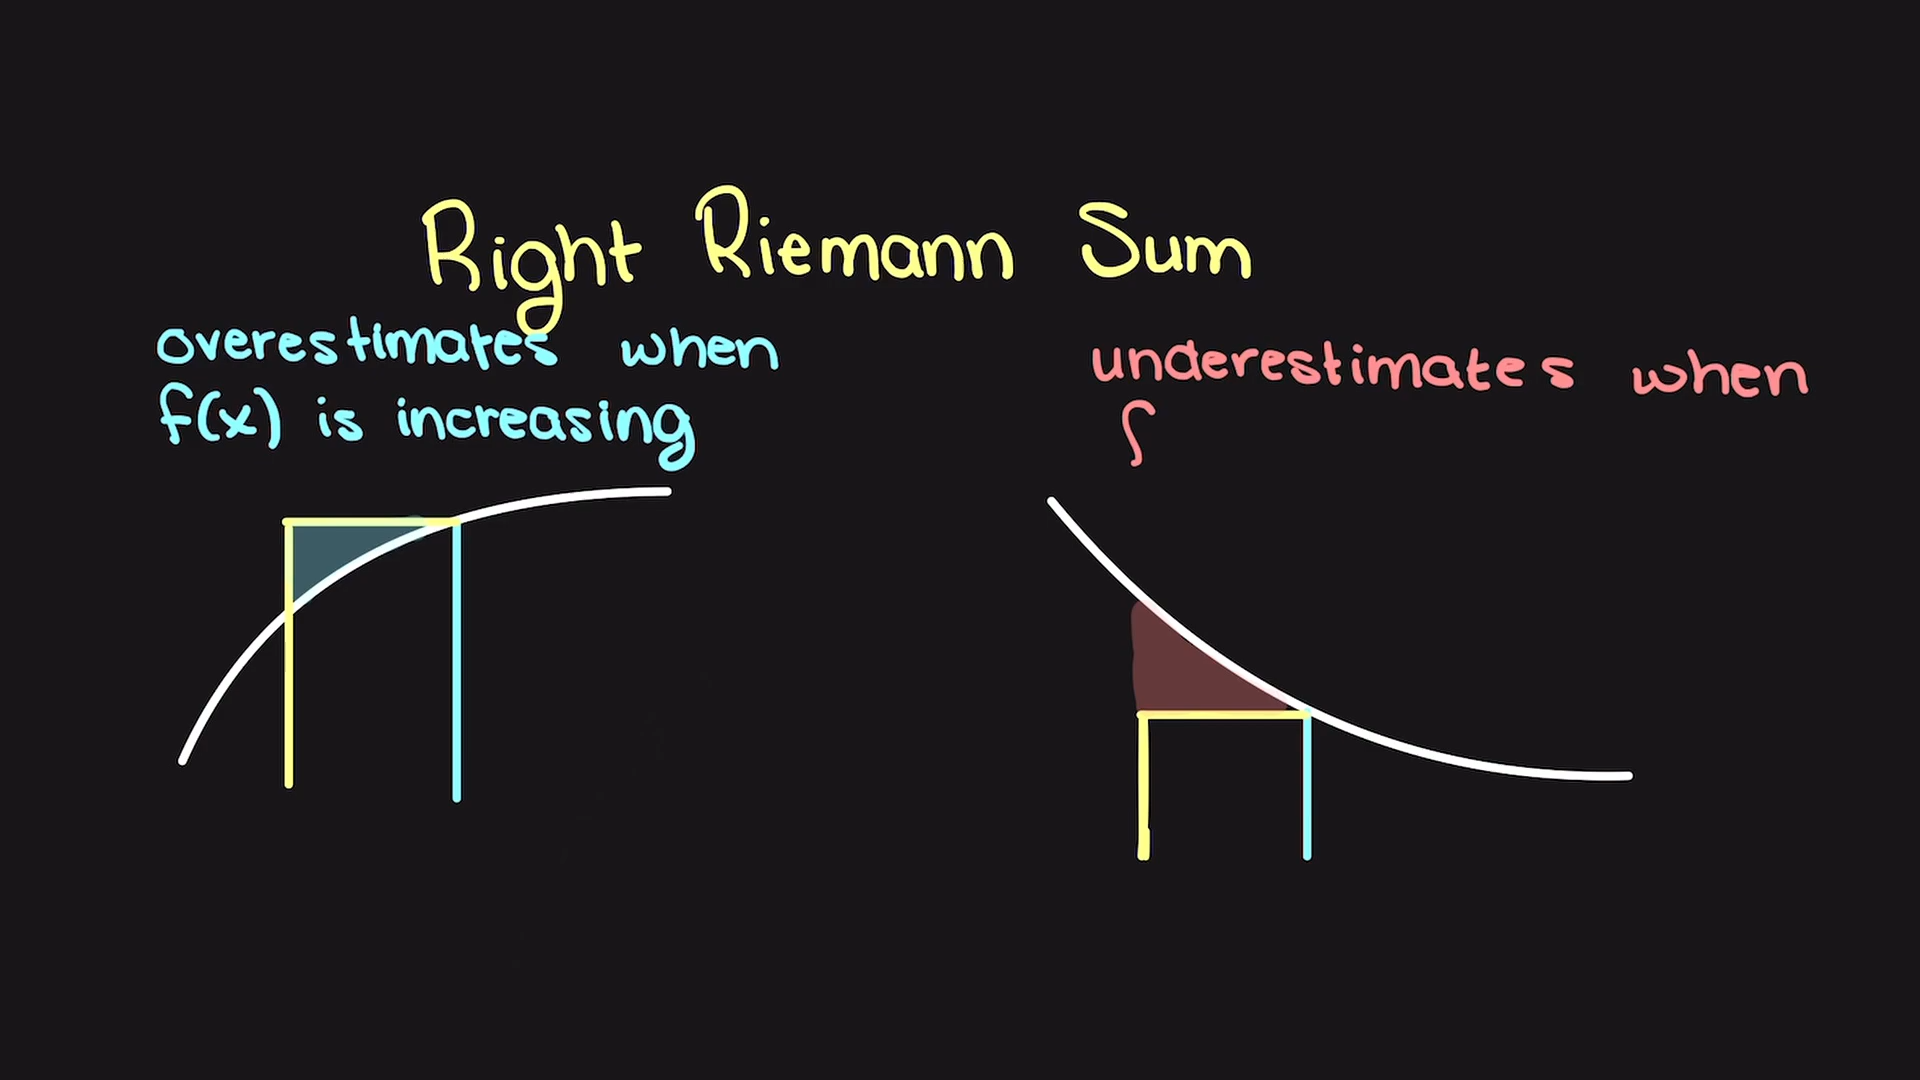 Right Riemann Sum
overestimates when
f(x) is increasing
underestimates when